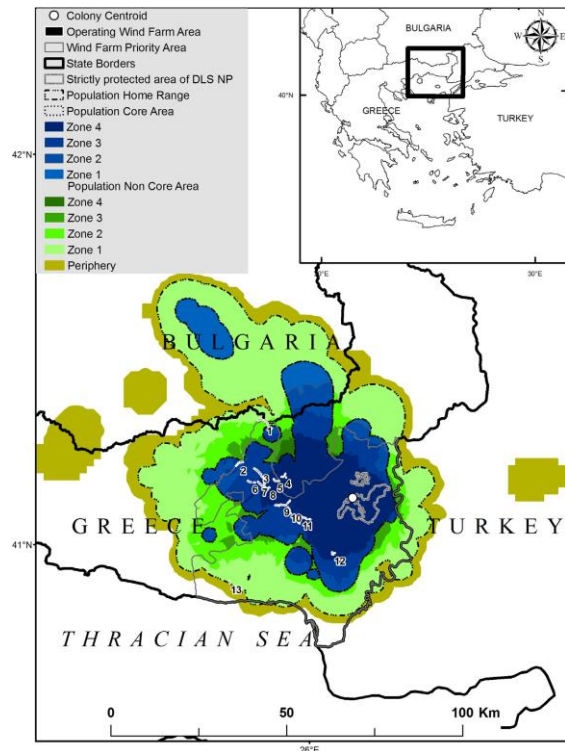 Colony Centroid
Operating Wind Farm Area
Wind Farm Priority Area
State Borders
Strictly protected area of DLS NP
Population Home Range
Population Core Area
Zone 4
Zone 3
Zone 2
Zone 1
Population Non Core Area
Zone 4
Zone 3
Zone 2
Zone 1
Periphery
BULGARIA
N
W E
S
40°N
GREECE
TURKEY
20°E
30°E
42°N
BULGARIA
1
2
3
4
5
6
7
8
9
10
11
GREECE
TURKEY
41°N
12
13
THRACIAN SEA
0
50
100 Km
26°E